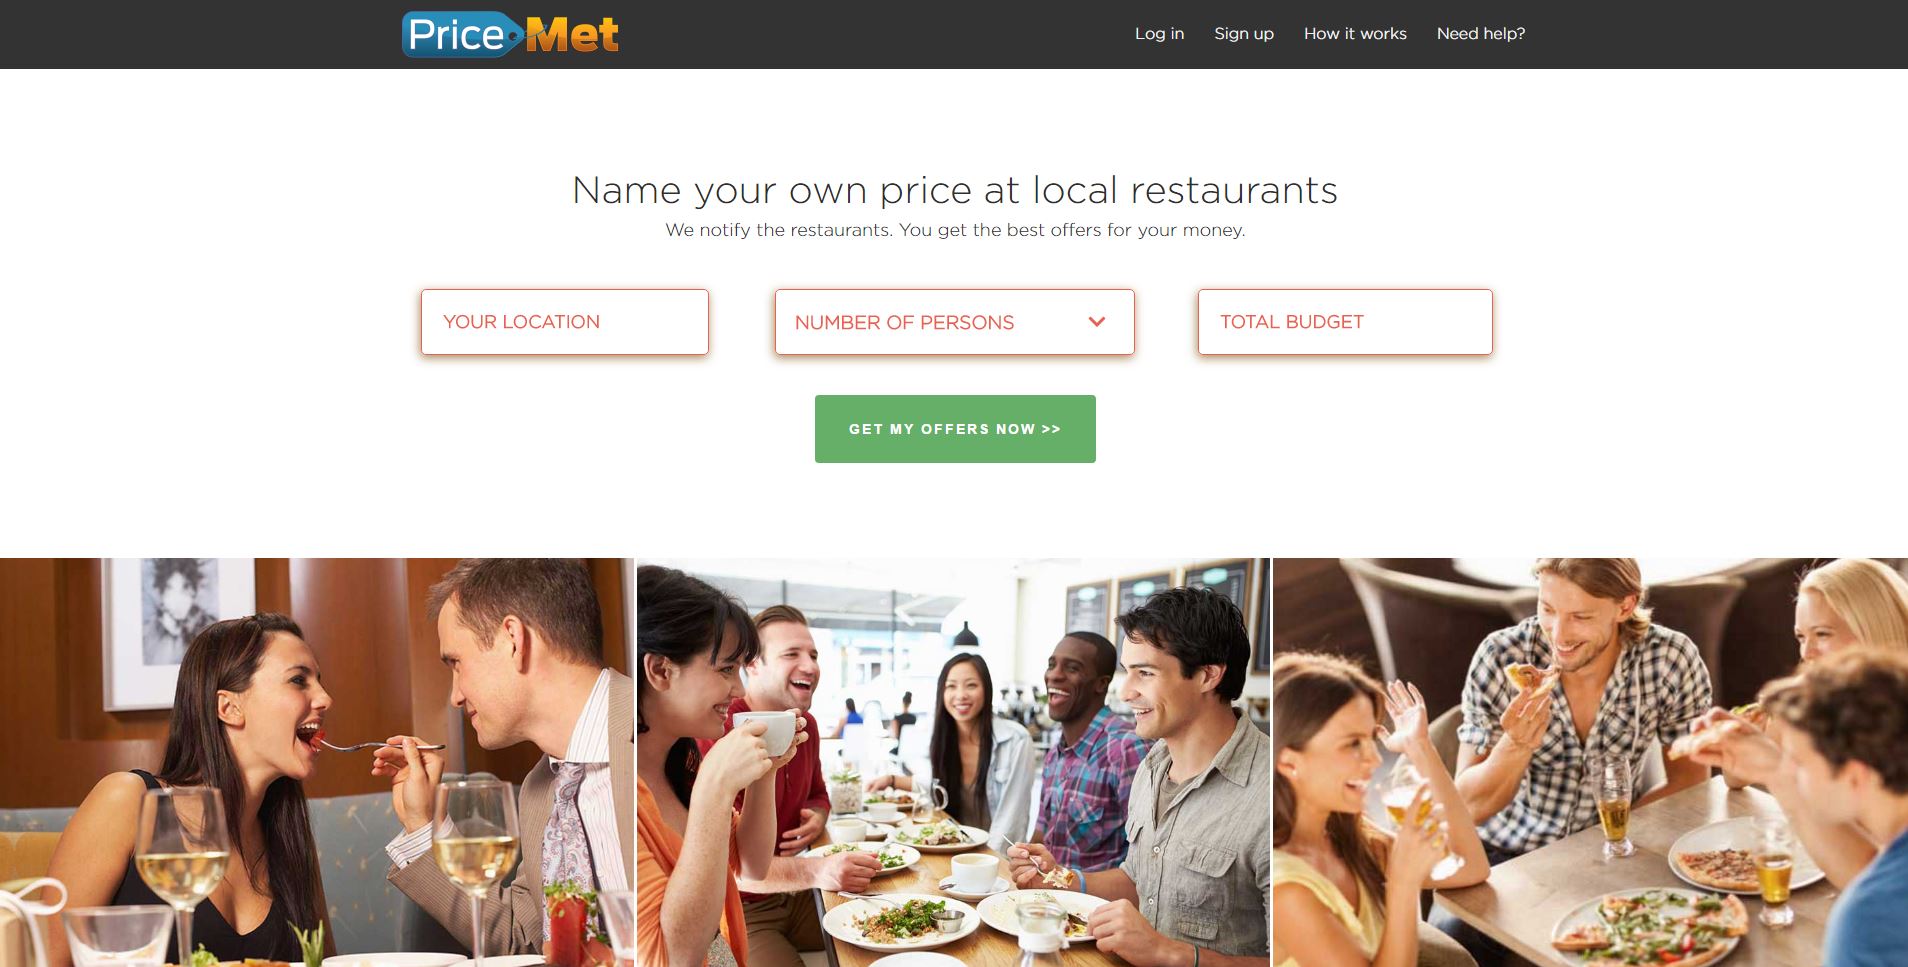 Price Met
Log in
Sign up
How it works
Need help?
Name your own price at local restaurants
We notify the restaurants. You get the best offers for your money.
YOUR LOCATION
NUMBER OF PERSONS
TOTAL BUDGET
GET MY OFFERS NOW >>